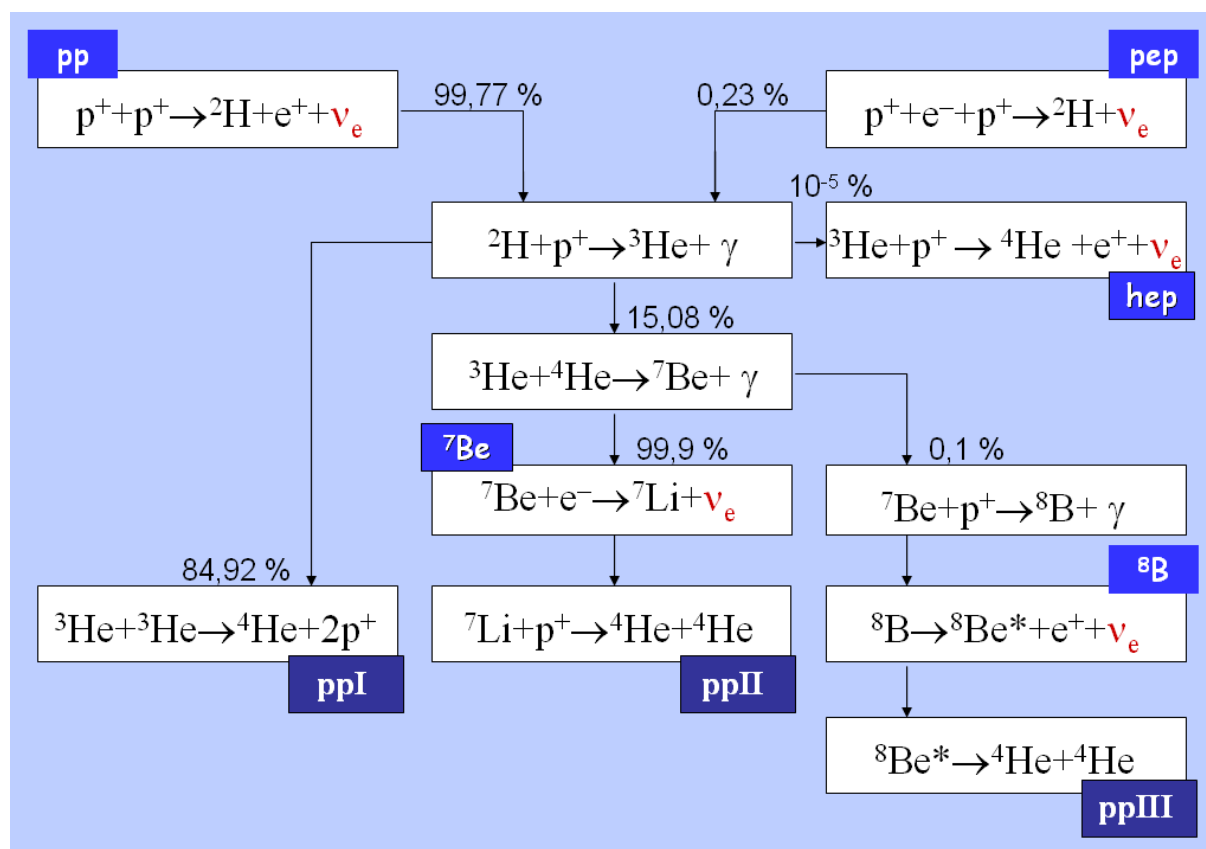 pp
pep
p⁺+p⁺→²H+e⁺+νₑ
99,77 %
0,23 %
p⁺+e⁻+p⁺→²H+νₑ
10⁻⁵ %
²H+p⁺→³He+ γ
³He+p⁺ → ⁴He +e⁺+νₑ
hep
15,08 %
³He+⁴He→⁷Be+ γ
⁷Be
99,9 %
0,1 %
⁷Be+e⁻→⁷Li+νₑ
⁷Be+p⁺→⁸B+ γ
84,92 %
⁸B
³He+³He→⁴He+2p⁺
⁷Li+p⁺→⁴He+⁴He
⁸B→⁸Be*+e⁺+νₑ
ppI
ppII
⁸Be*→⁴He+⁴He
ppIII